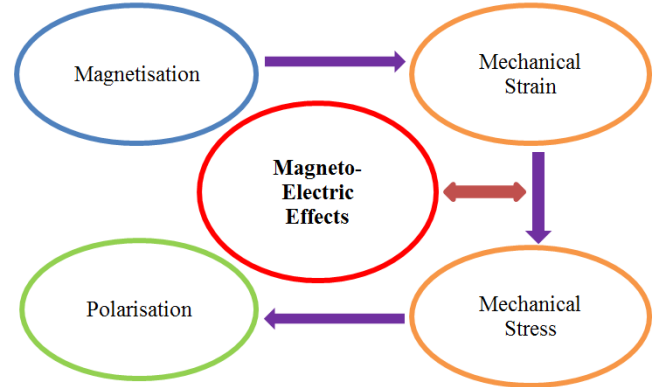 Magnetisation
Mechanical
Strain
Magneto-
Electric
Effects
Polarisation
Mechanical
Stress